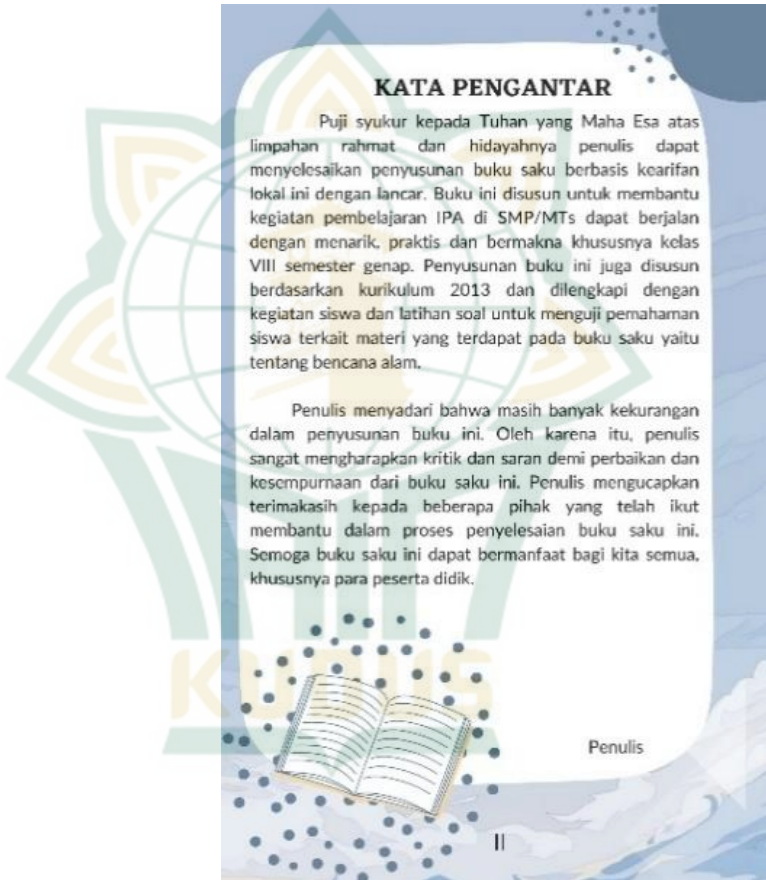 KATA PENGANTAR
Puji syukur kepada Tuhan yang Maha Esa atas
limpahan rahmat dan hidayahnya penulis dapat
menyelesaikan penyusunan buku saku berbasis kearifan
lokal ini dengan lancar. Buku ini disusun untuk membantu
kegiatan pembelajaran IPA di SMP/MTs dapat berjalan
dengan menarik, praktis dan bermakna khususnya kelas
VIII semester genap. Penyusunan buku ini juga disusun
berdasarkan kurikulum 2013 dan dilengkapi dengan
kegiatan siswa dan latihan soal untuk menguji pemahaman
siswa terkait materi yang terdapat pada buku saku yaitu
tentang bencana alam.
Penulis menyadari bahwa masih banyak kekurangan
dalam penyusunan buku ini. Oleh karena itu, penulis
sangat mengharapkan kritik dan saran demi perbaikan dan
kesempurnaan dari buku saku ini. Penulis mengucapkan
terimakasih kepada beberapa pihak yang telah ikut
membantu dalam proses penyelesaian buku saku ini.
Semoga buku saku ini dapat bermanfaat bagi kita semua,
khususnya para peserta didik.
KUDUS
Penulis
II